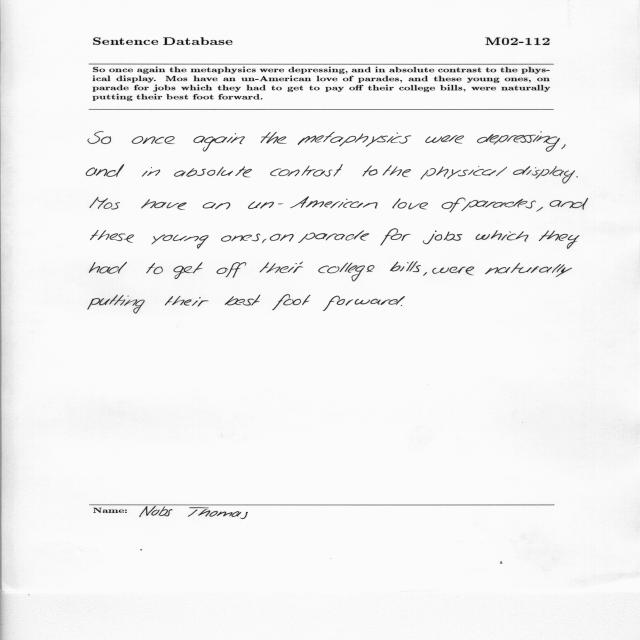 Sentence Database M02-112
So once again the metaphysics were depressing, and in absolute contrast to the phys-
ical display. Mos have an un-American love of parades, and these young ones, on
parade for jobs which they had to get to pay off their college bills, were naturally
putting their best foot forward.
So once again the metaphysics were depressing,
and in absolute contrast to the physical display.
Mos have an un- American love of parades, and
these young ones, on parade for jobs which they
had to get off their college bills, were naturally
putting their best foot forward.
Name: Nobs Thomas